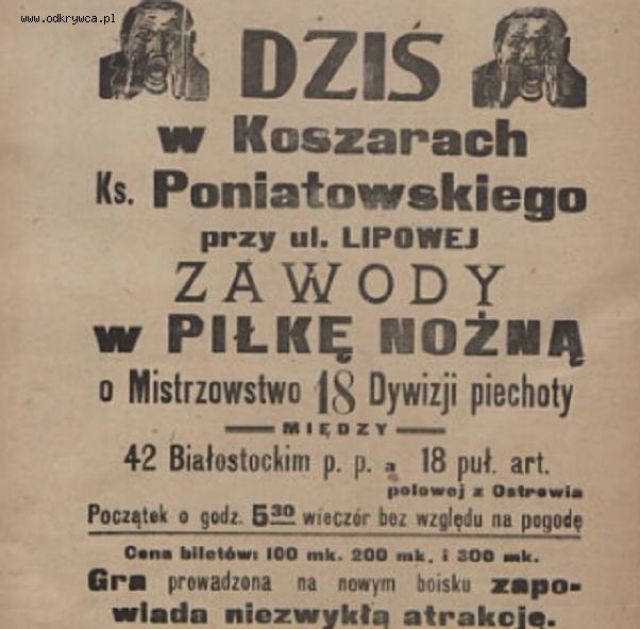 www.odkrywca.pl
DZIŚ
w Koszarach
Ks. Poniatowskiego
przy ul. LIPOWEJ
ZAWODY
w PIŁKĘ NOŻNĄ
o Mistrzowstwo 18 Dywizji piechoty
MIĘDZY
42 Białostockim p. p. a 18 puł. art.
polowej z Ostrowia
Początek o godz. 5³⁰ wieczór bez względu na pogodę
Cena biletów: 100 mk. 200 mk. i 300 mk.
Gra prowadzona na nowym boisku zapo-
wiada niezwykłą atrakcję.